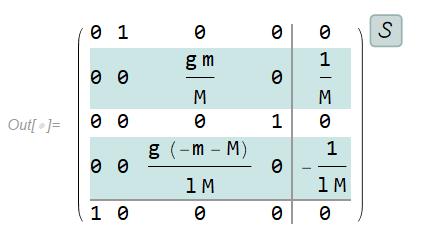 0 1 0 0 0
0 0 g m / M 0 1 / M
Out[•]= 0 0 0 1 0
0 0 g (-m - M) / l M 0 - 1 / l M
1 0 0 0 0
S